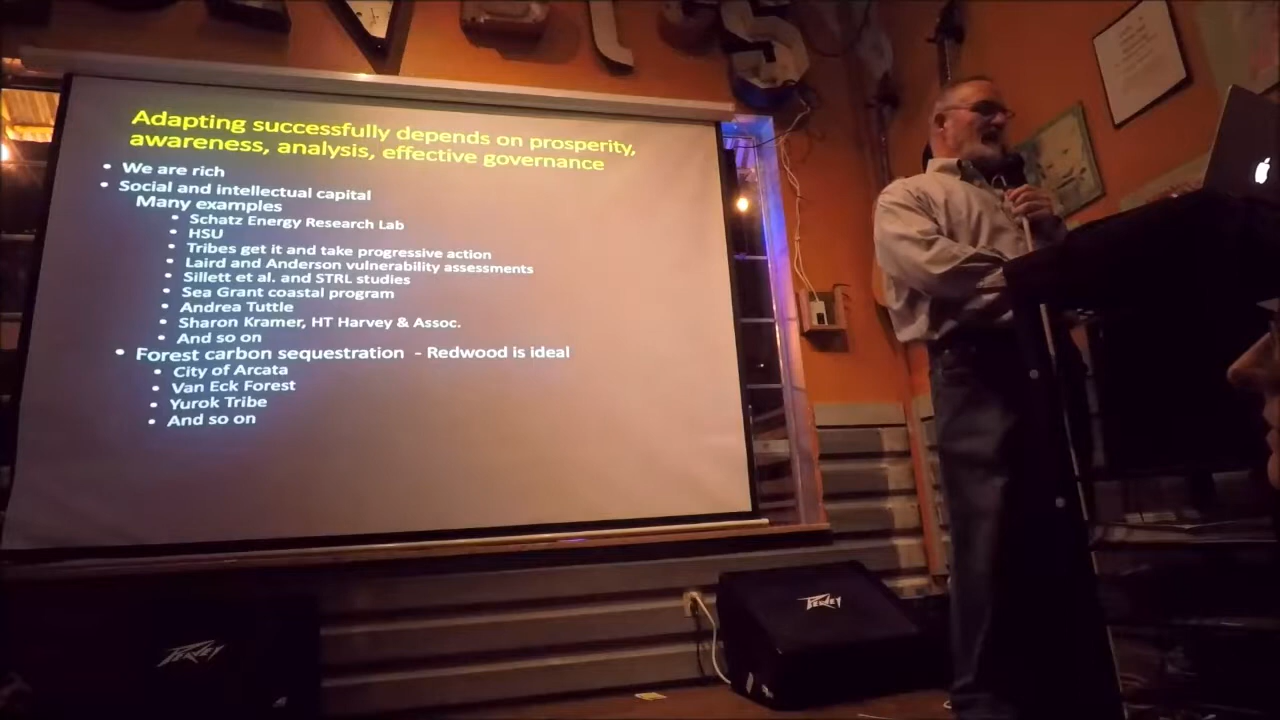 Adapting successfully depends on prosperity,
awareness, analysis, effective governance
• We are rich
• Social and intellectual capital
Many examples
• Schatz Energy Research Lab
• HSU
• Tribes get it and take progressive action
• Laird and Anderson vulnerability assessments
• Sillett et al. and STRL studies
• Sea Grant coastal program
• Andrea Tuttle
• Sharon Kramer, HT Harvey & Assoc.
• And so on
• Forest carbon sequestration - Redwood is ideal
• City of Arcata
• Van Eck Forest
• Yurok Tribe
• And so on
PEAVEY
PEAVEY